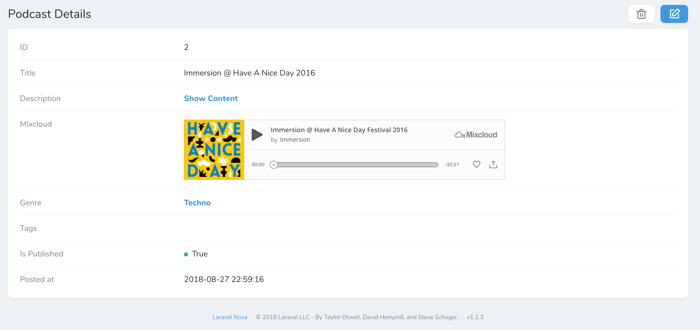 Podcast Details
ID 2
Title Immersion @ Have A Nice Day 2016
Description Show Content
Mixcloud
HAVE
A NICE
DAY
Immersion @ Have A Nice Day Festival 2016
by Immersion
Mixcloud
00:00 -30:51
Genre Techno
Tags
Is Published True
Posted at 2018-08-27 22:59:16
Laravel Nova · © 2018 Laravel LLC - By Taylor Otwell, David Hemphill, and Steve Schoger. · v1.1.3